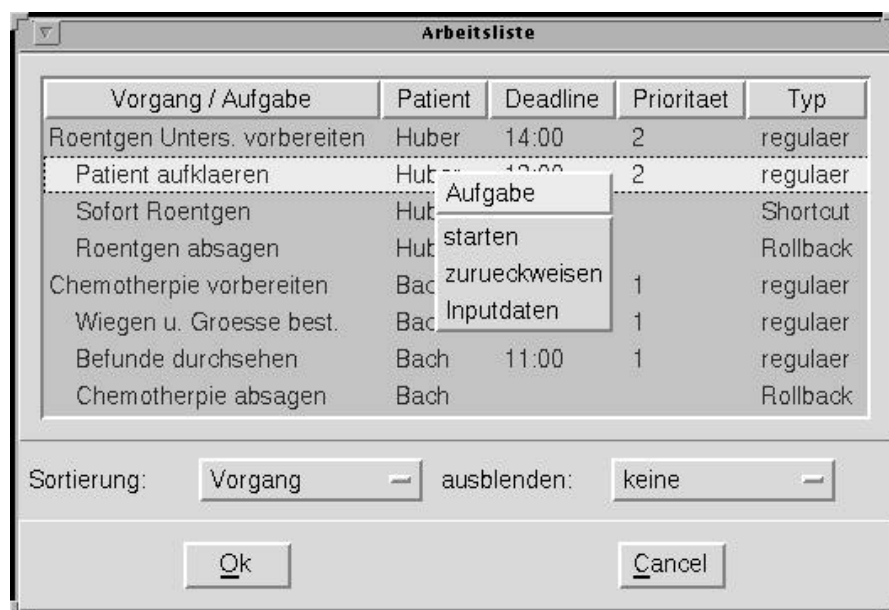 Arbeitsliste
Vorgang / Aufgabe Patient Deadline Prioritaet Typ
Roentgen Unters. vorbereiten Huber 14:00 2 regulaer
Patient aufklaeren 2 regulaer
Sofort Roentgen Shortcut
Roentgen absagen Rollback
Chemotherpie vorbereiten 1 regulaer
Wiegen u. Groesse best. 1 regulaer
Befunde durchsehen Bach 11:00 1 regulaer
Chemotherpie absagen Bach Rollback
Aufgabe
starten
zurueckweisen
Inputdaten
Sortierung: Vorgang ausblenden: keine
Ok Cancel